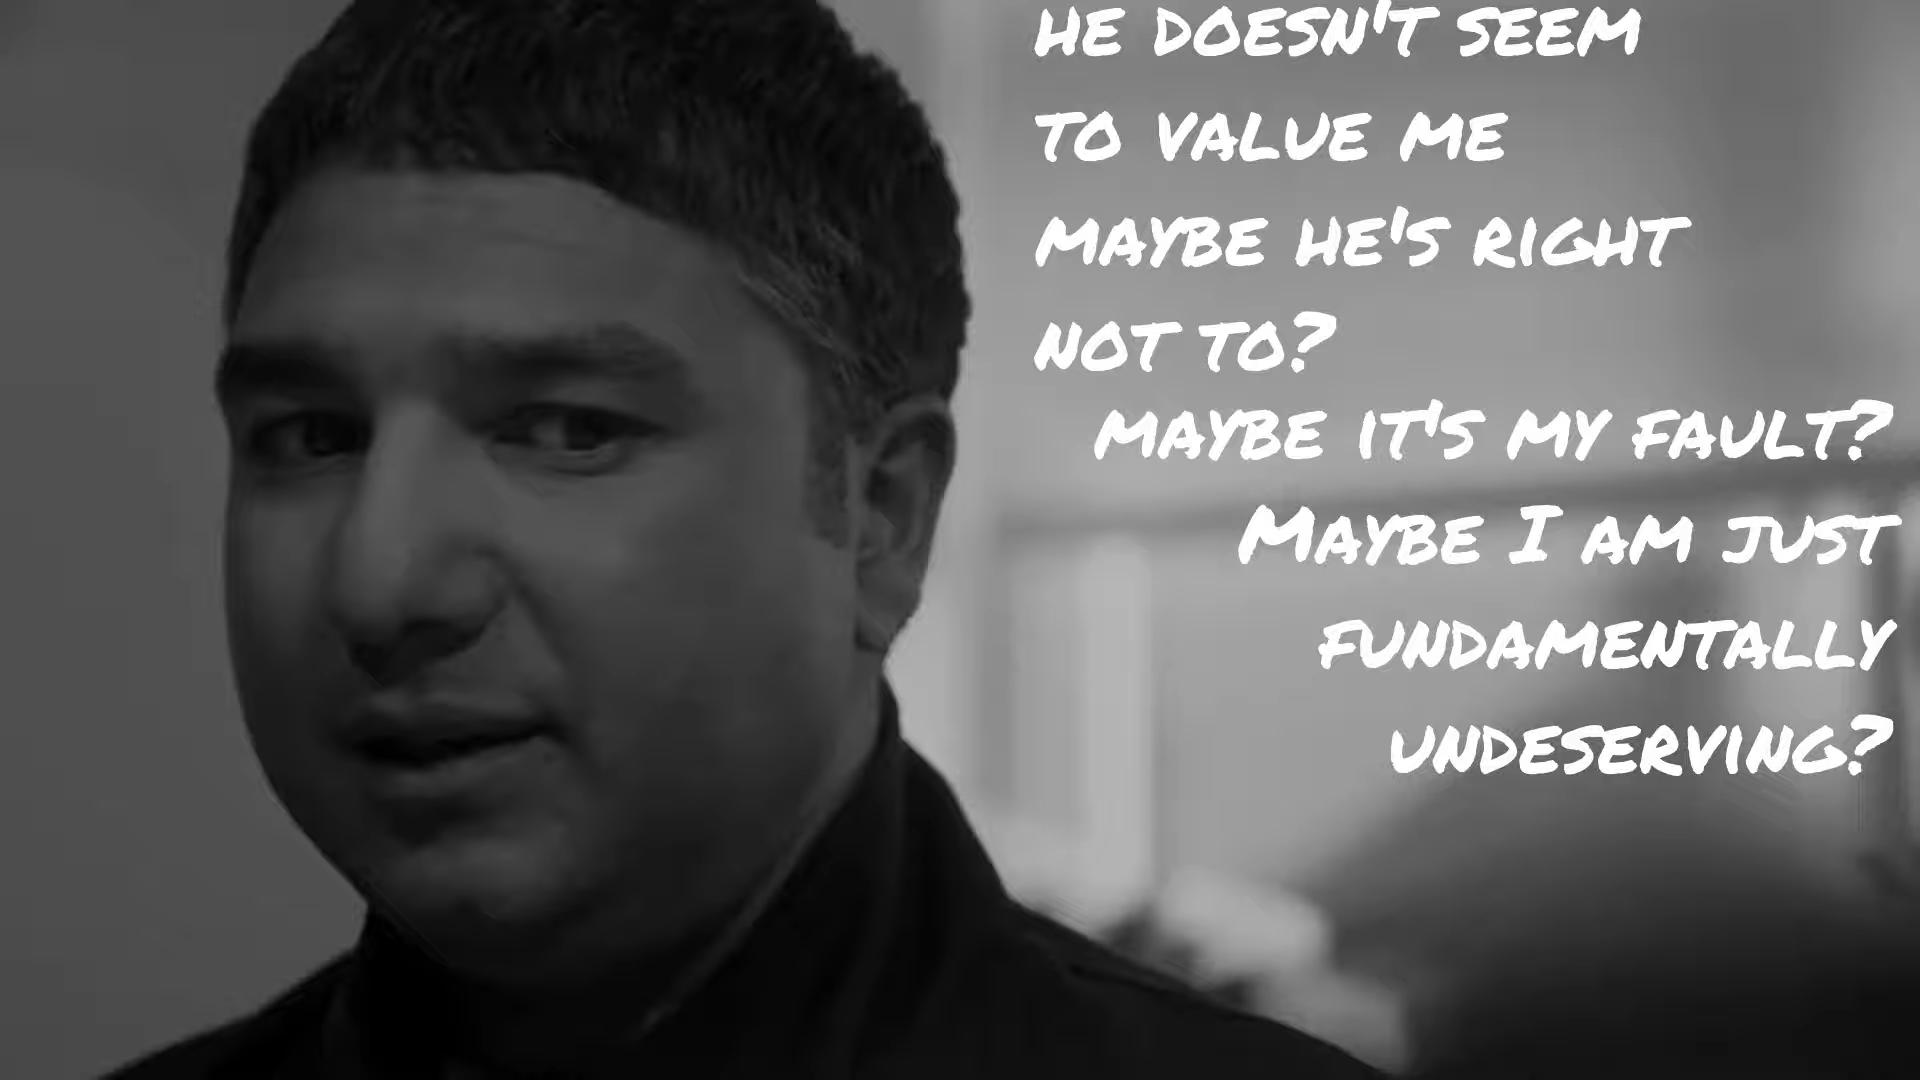 HE DOESN'T SEEM
TO VALUE ME
MAYBE HE'S RIGHT
NOT TO?
MAYBE IT'S MY FAULT?
MAYBE I AM JUST
FUNDAMENTALLY
UNDESERVING?